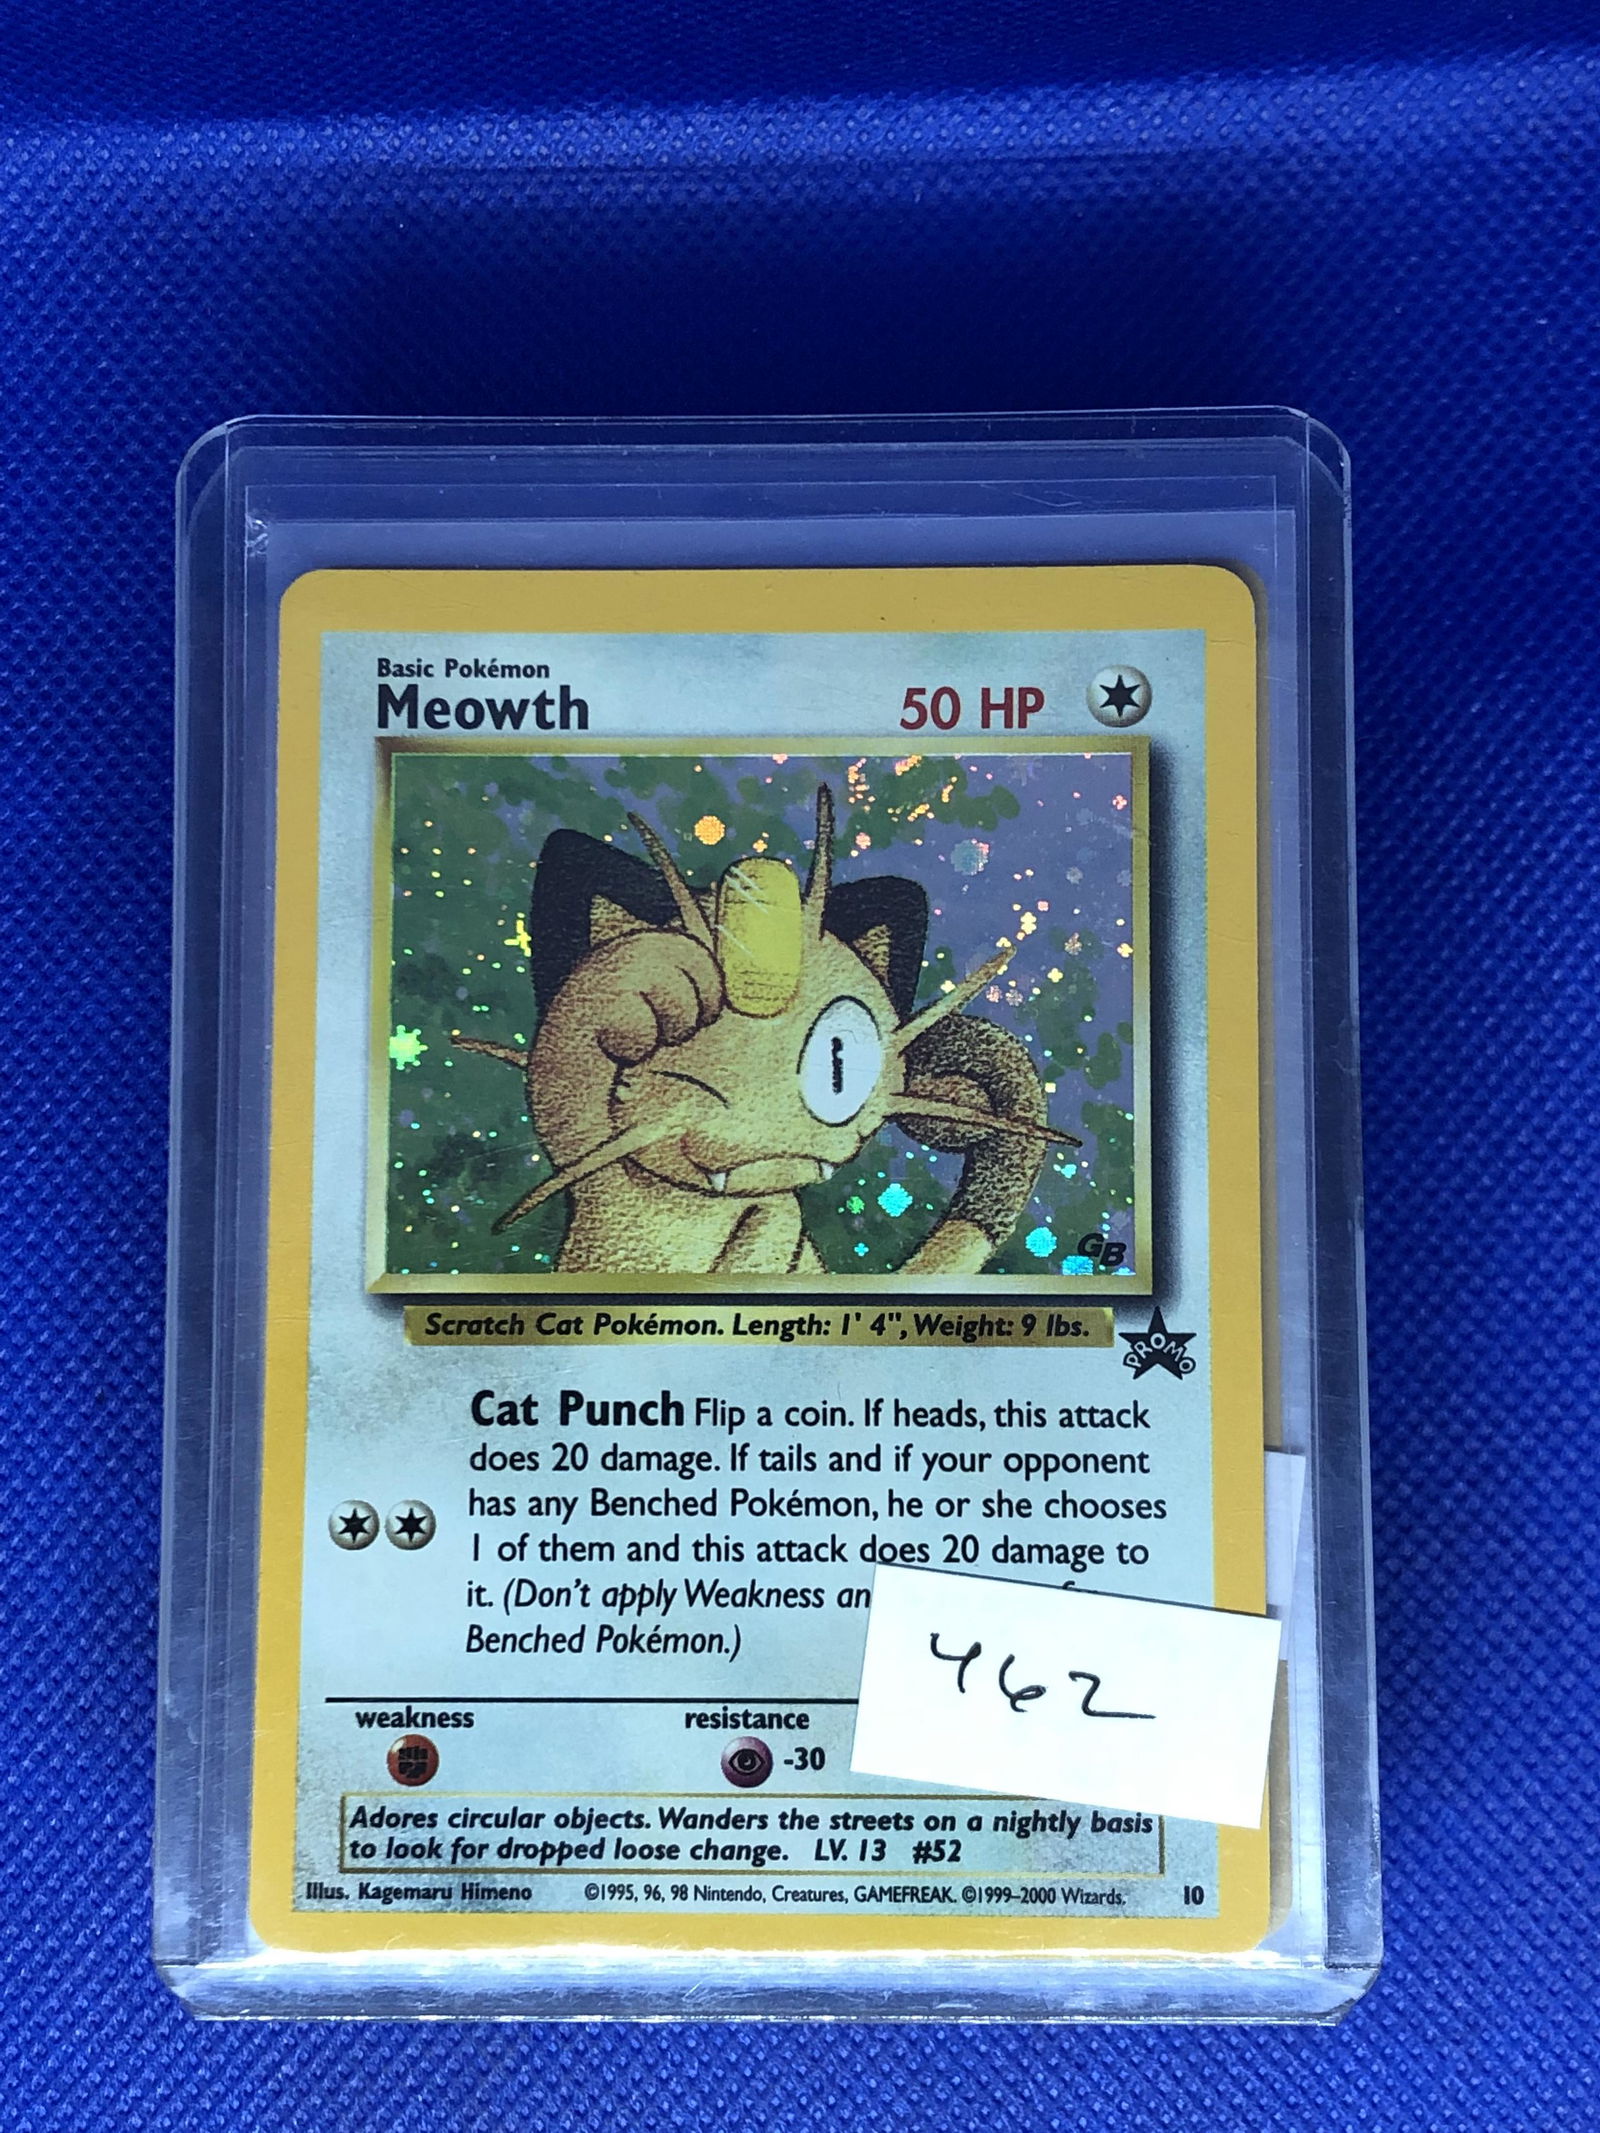 Basic Pokémon
Meowth 50 HP
GB
Scratch Cat Pokémon. Length: 1' 4", Weight: 9 lbs.
PROMO
Cat Punch Flip a coin. If heads, this attack
does 20 damage. If tails and if your opponent
has any Benched Pokémon, he or she chooses
1 of them and this attack does 20 damage to
it. (Don't apply Weakness
Benched Pokémon.)
462
weakness resistance
-30
Adores circular objects. Wanders the streets on a nightly basis
to look for dropped loose change. LV. 13 #52
Illus. Kagemaru Himeno ©1995, 96, 98 Nintendo, Creatures, GAMEFREAK. ©1999–2000 Wizards. 10